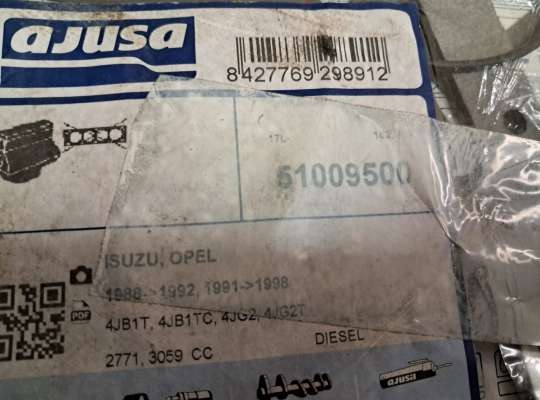 ajusa
8 427769 298912
51009500
ISUZU, OPEL
1988->1992, 1991->1998
PDF
4JB1T, 4JB1TC, 4JG2, 4JG2T
DIESEL
2771, 3059 CC
ajusa